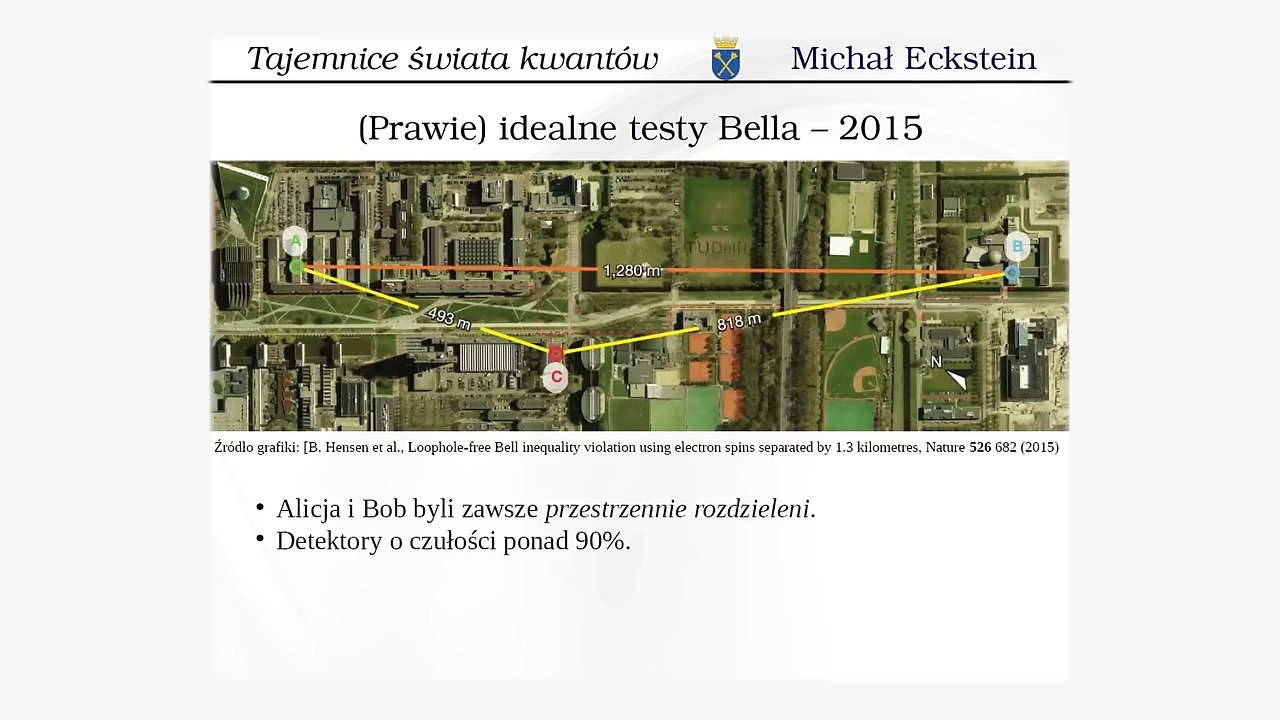 Tajemnice świata kwantów
Michał Eckstein
(Prawie) idealne testy Bella – 2015
A
B
TUDelft
1,280 m
493 m
818 m
N
C
Źródło grafiki: [B. Hensen et al., Loophole-free Bell inequality violation using electron spins separated by 1.3 kilometres, Nature 526 682 (2015)
• Alicja i Bob byli zawsze przestrzennie rozdzieleni.
• Detektory o czułości ponad 90%.